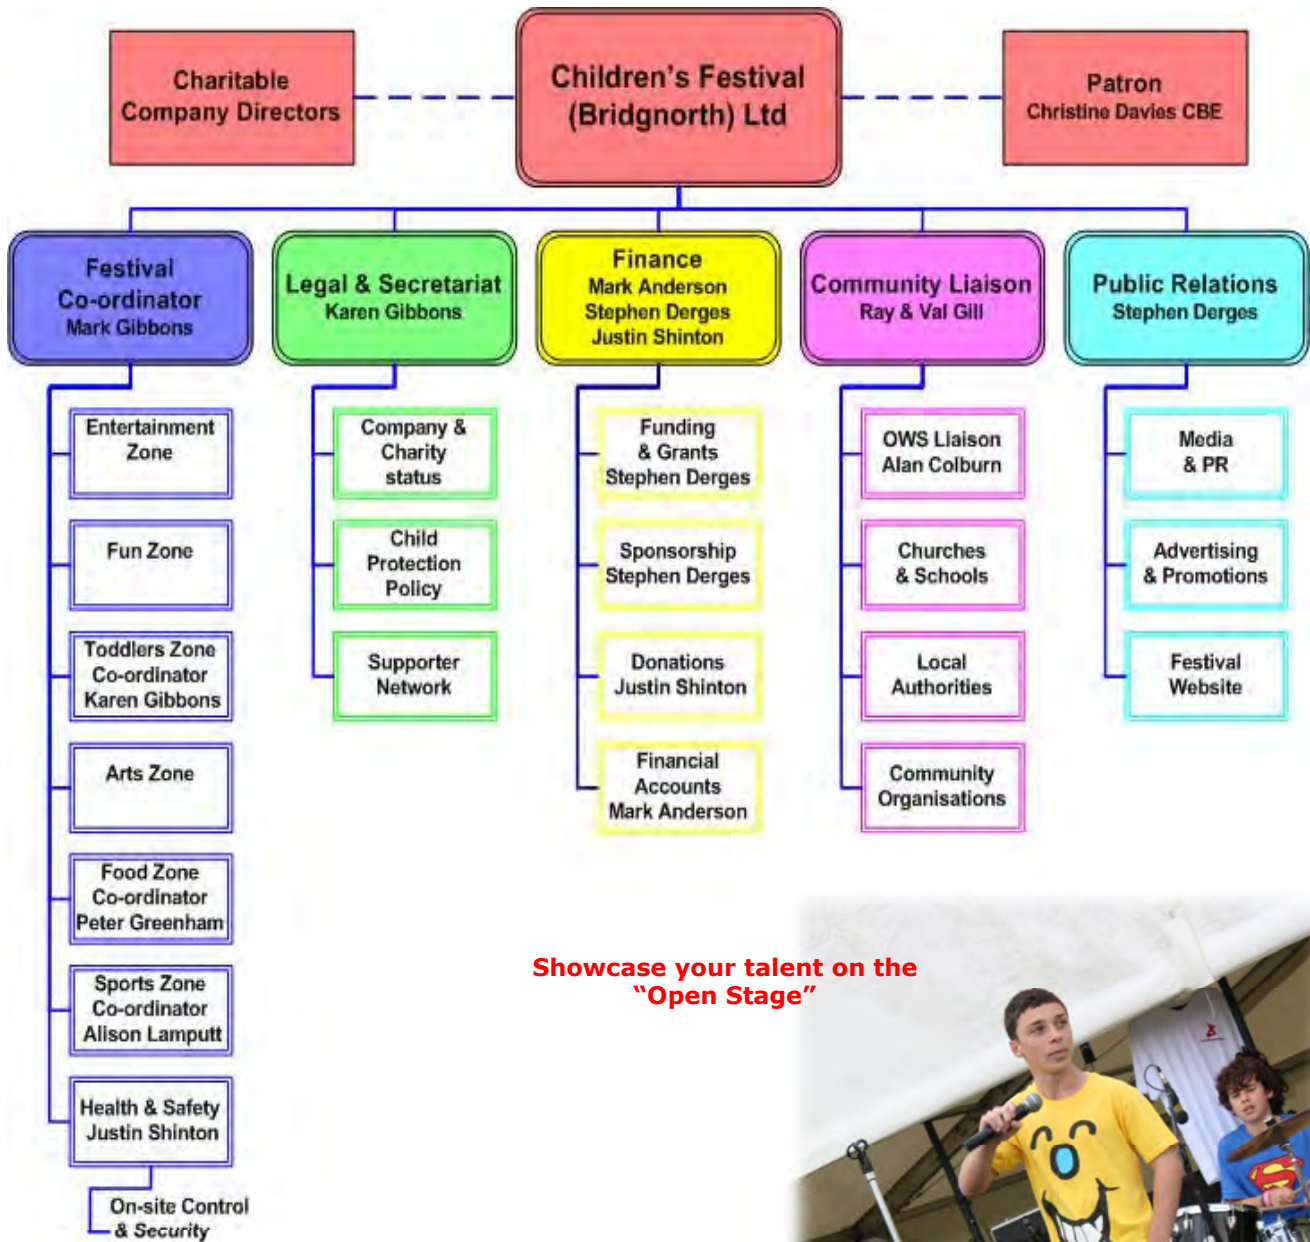 Charitable
Company Directors
Children's Festival
(Bridgnorth) Ltd
Patron
Christine Davies CBE
Festival
Co-ordinator
Mark Gibbons
Legal & Secretariat
Karen Gibbons
Finance
Mark Anderson
Stephen Derges
Justin Shinton
Community Liaison
Ray & Val Gill
Public Relations
Stephen Derges
Entertainment
Zone
Fun Zone
Toddlers Zone
Co-ordinator
Karen Gibbons
Arts Zone
Food Zone
Co-ordinator
Peter Greenham
Sports Zone
Co-ordinator
Alison Lamputt
Health & Safety
Justin Shinton
On-site Control
& Security
Company &
Charity
status
Child
Protection
Policy
Supporter
Network
Funding
& Grants
Stephen Derges
Sponsorship
Stephen Derges
Donations
Justin Shinton
Financial
Accounts
Mark Anderson
OWS Liaison
Alan Colburn
Churches
& Schools
Local
Authorities
Community
Organisations
Media
& PR
Advertising
& Promotions
Festival
Website
Showcase your talent on the
“Open Stage”